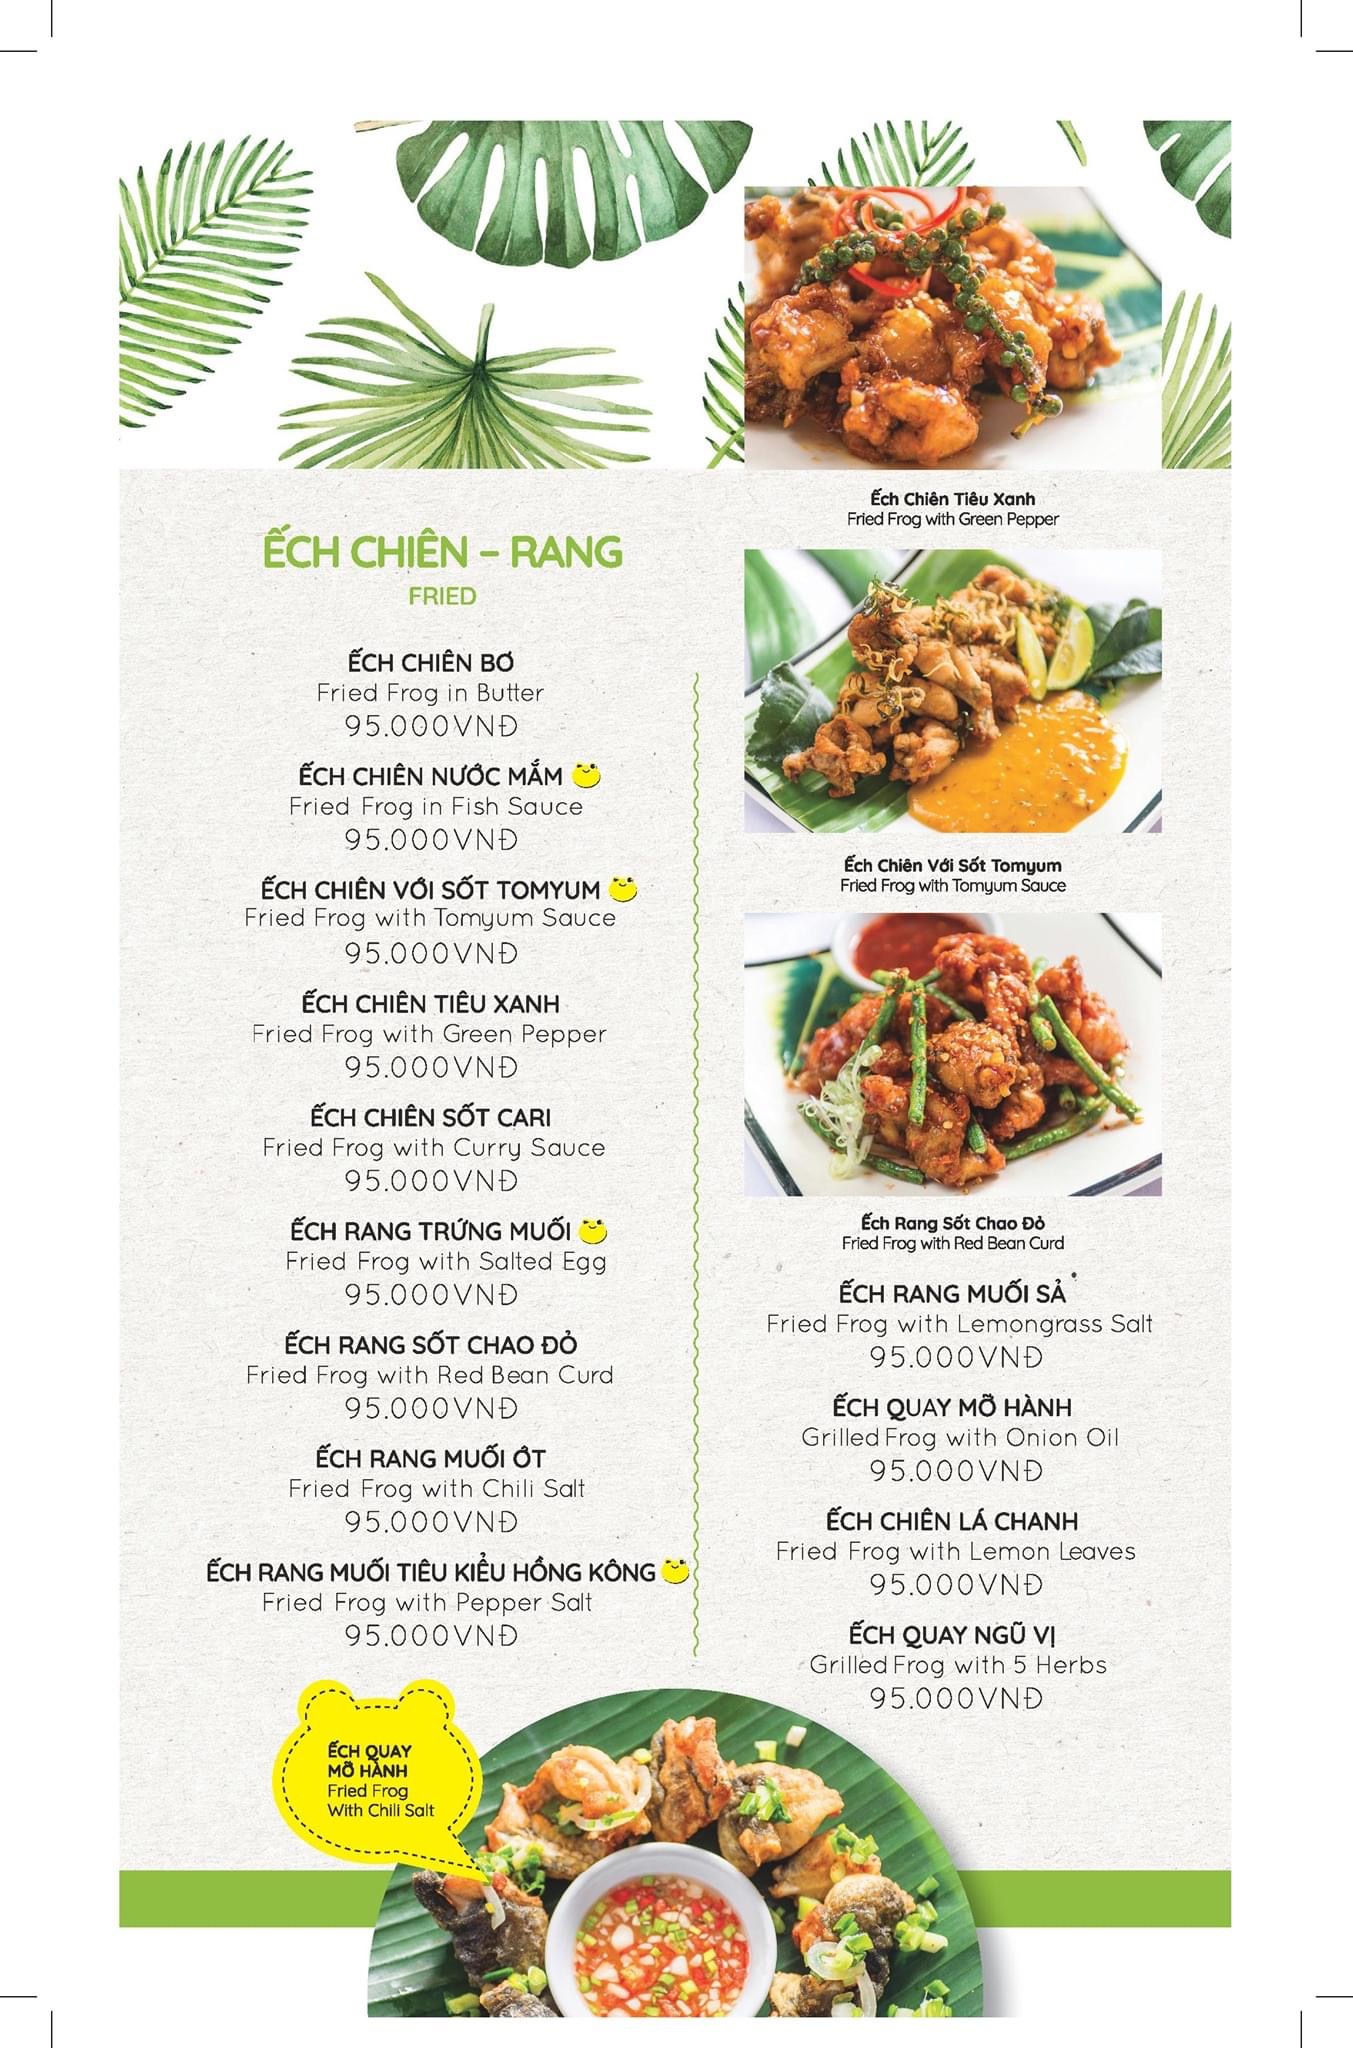 ẾCH CHIÊN – RANG
FRIED
ẾCH CHIÊN BƠ
Fried Frog in Butter
95.000VNĐ
ẾCH CHIÊN NƯỚC MẮM
Fried Frog in Fish Sauce
95.000VNĐ
ẾCH CHIÊN VỚI SỐT TOMYUM
Fried Frog with Tomyum Sauce
95.000VNĐ
ẾCH CHIÊN TIÊU XANH
Fried Frog with Green Pepper
95.000VNĐ
ẾCH CHIÊN SỐT CARI
Fried Frog with Curry Sauce
95.000VNĐ
ẾCH RANG TRỨNG MUỐI
Fried Frog with Salted Egg
95.000VNĐ
ẾCH RANG SỐT CHAO ĐỎ
Fried Frog with Red Bean Curd
95.000VNĐ
ẾCH RANG MUỐI ỚT
Fried Frog with Chili Salt
95.000VNĐ
ẾCH RANG MUỐI TIÊU KIỂU HỒNG KÔNG
Fried Frog with Pepper Salt
95.000VNĐ
ẾCH QUAY
MỠ HÀNH
Fried Frog
With Chili Salt
Ếch Chiên Tiêu Xanh
Fried Frog with Green Pepper
Ếch Chiên Với Sốt Tomyum
Fried Frog with Tomyum Sauce
Ếch Rang Sốt Chao Đỏ
Fried Frog with Red Bean Curd
ẾCH RANG MUỐI SẢ
Fried Frog with Lemongrass Salt
95.000VNĐ
ẾCH QUAY MỠ HÀNH
Grilled Frog with Onion Oil
95.000VNĐ
ẾCH CHIÊN LÁ CHANH
Fried Frog with Lemon Leaves
95.000VNĐ
ẾCH QUAY NGŨ VỊ
Grilled Frog with 5 Herbs
95.000VNĐ